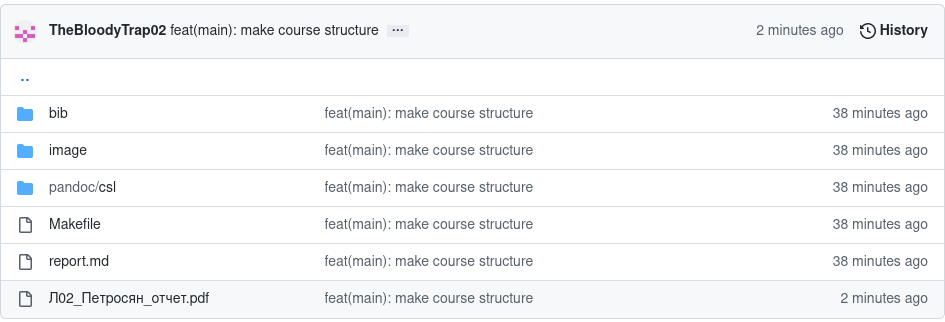 TheBloodyTrap02 feat(main): make course structure ... 2 minutes ago History
..
bib feat(main): make course structure 38 minutes ago
image feat(main): make course structure 38 minutes ago
pandoc/csl feat(main): make course structure 38 minutes ago
Makefile feat(main): make course structure 38 minutes ago
report.md feat(main): make course structure 38 minutes ago
Л02_Петросян_отчет.pdf feat(main): make course structure 2 minutes ago